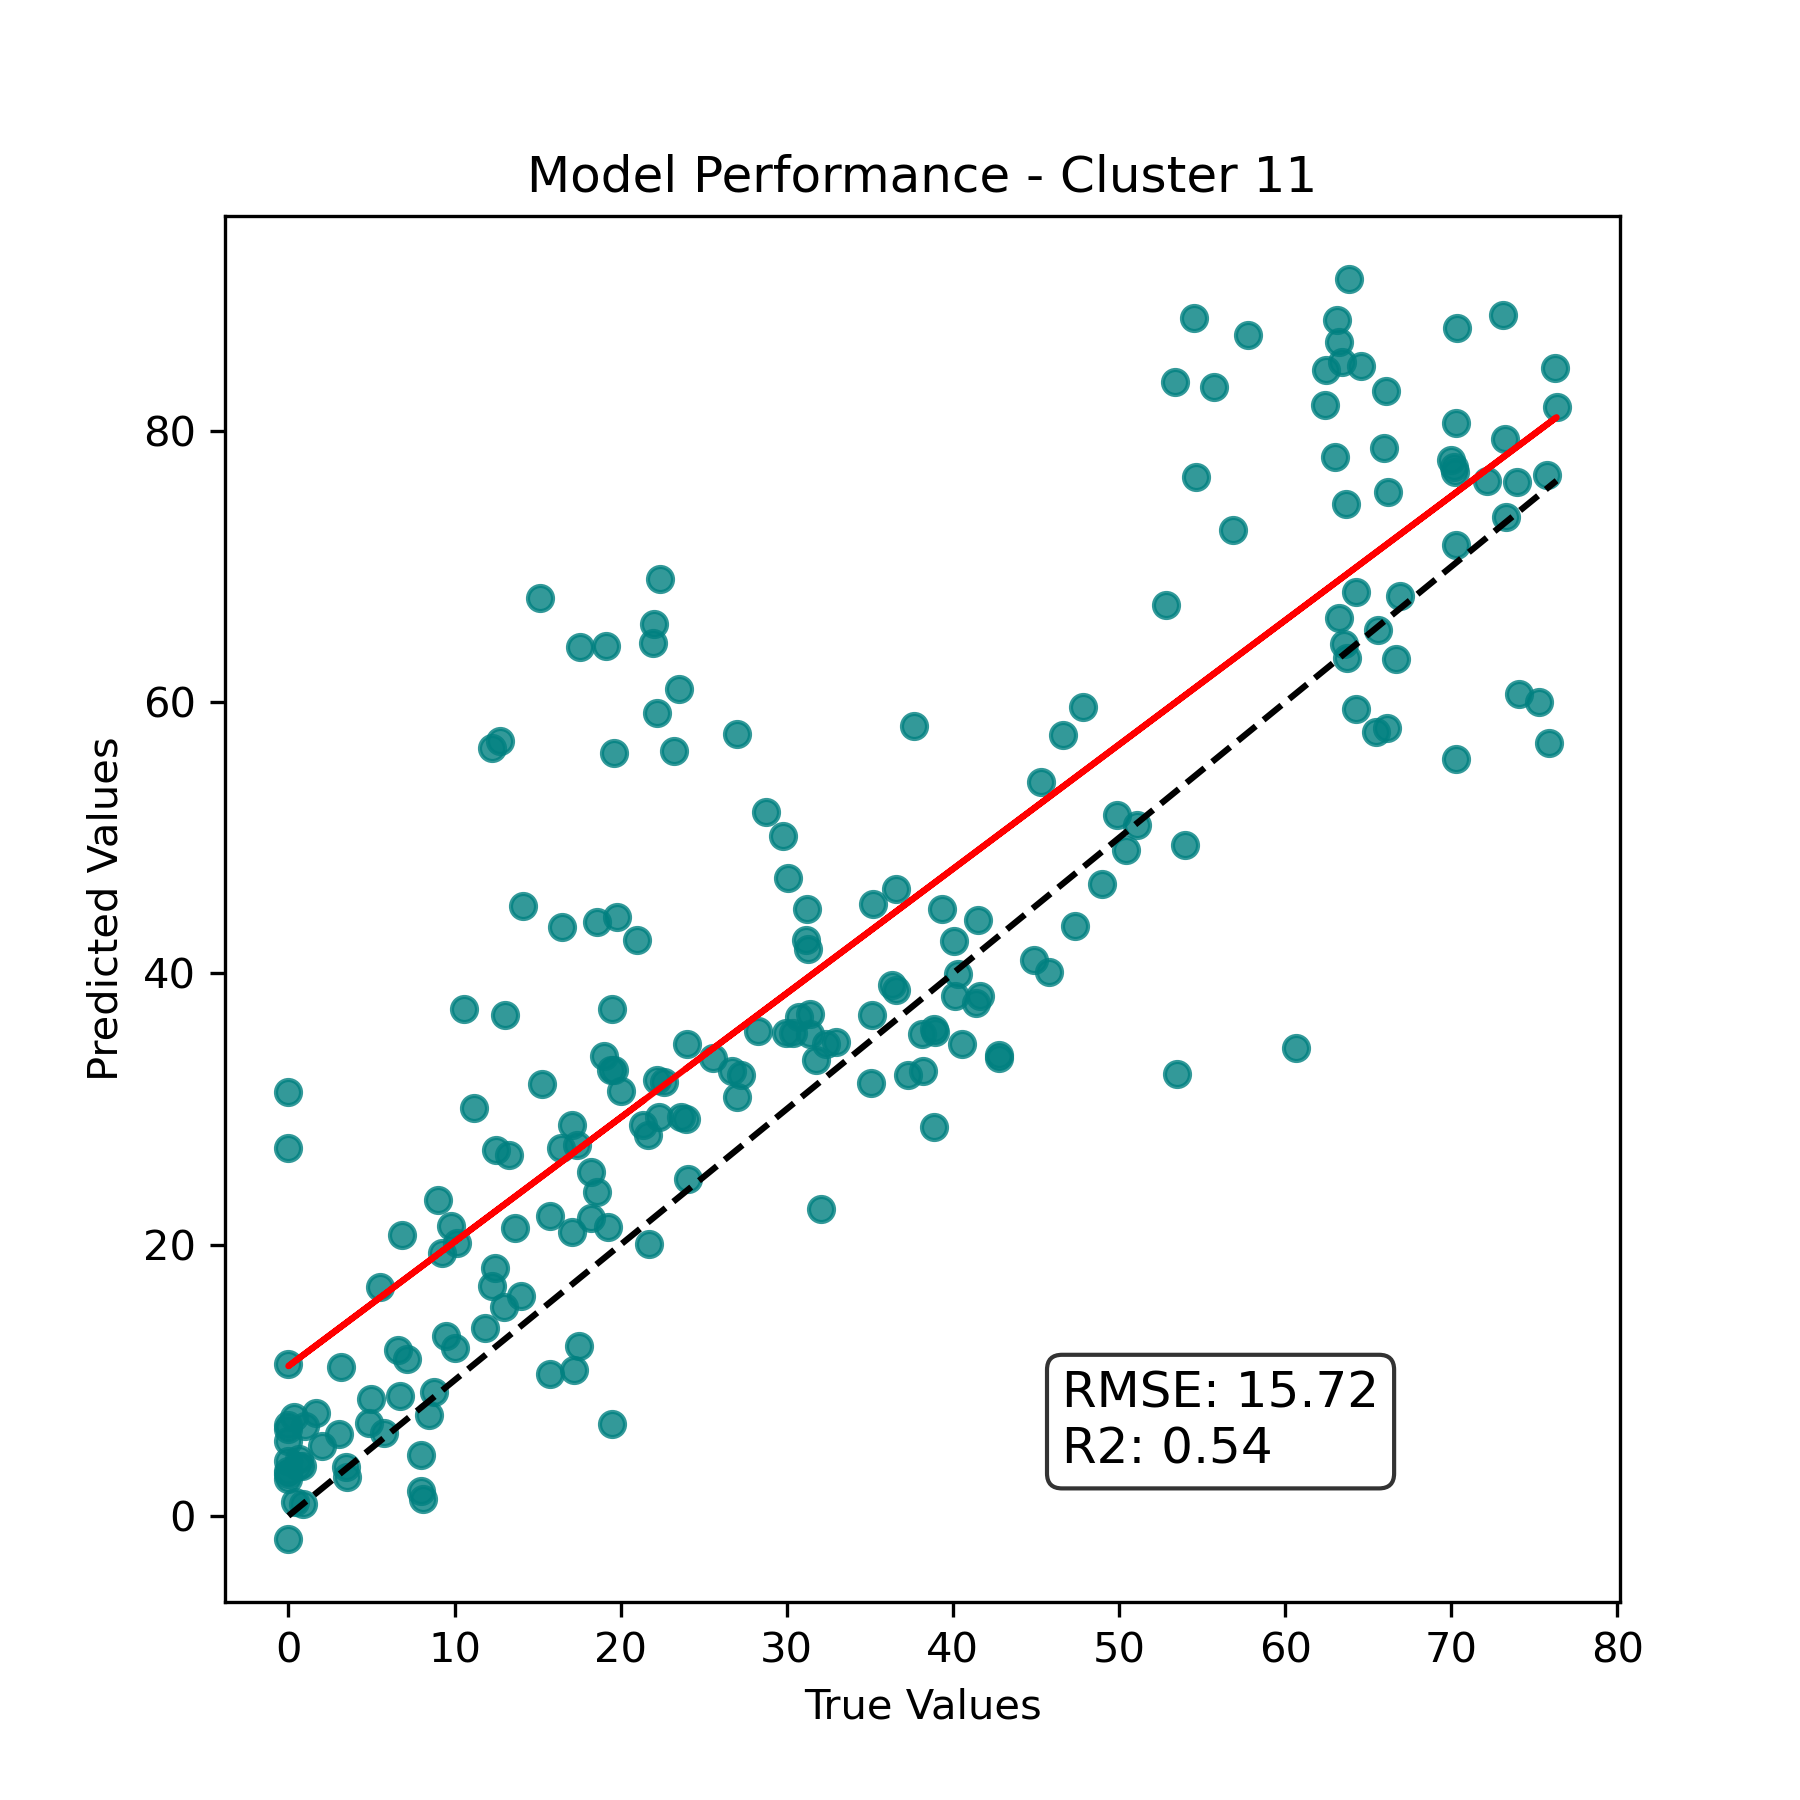 Model Performance - Cluster 11
Predicted Values
80
60
40
20
0
RMSE: 15.72
R2: 0.54
0 10 20 30 40 50 60 70 80
True Values